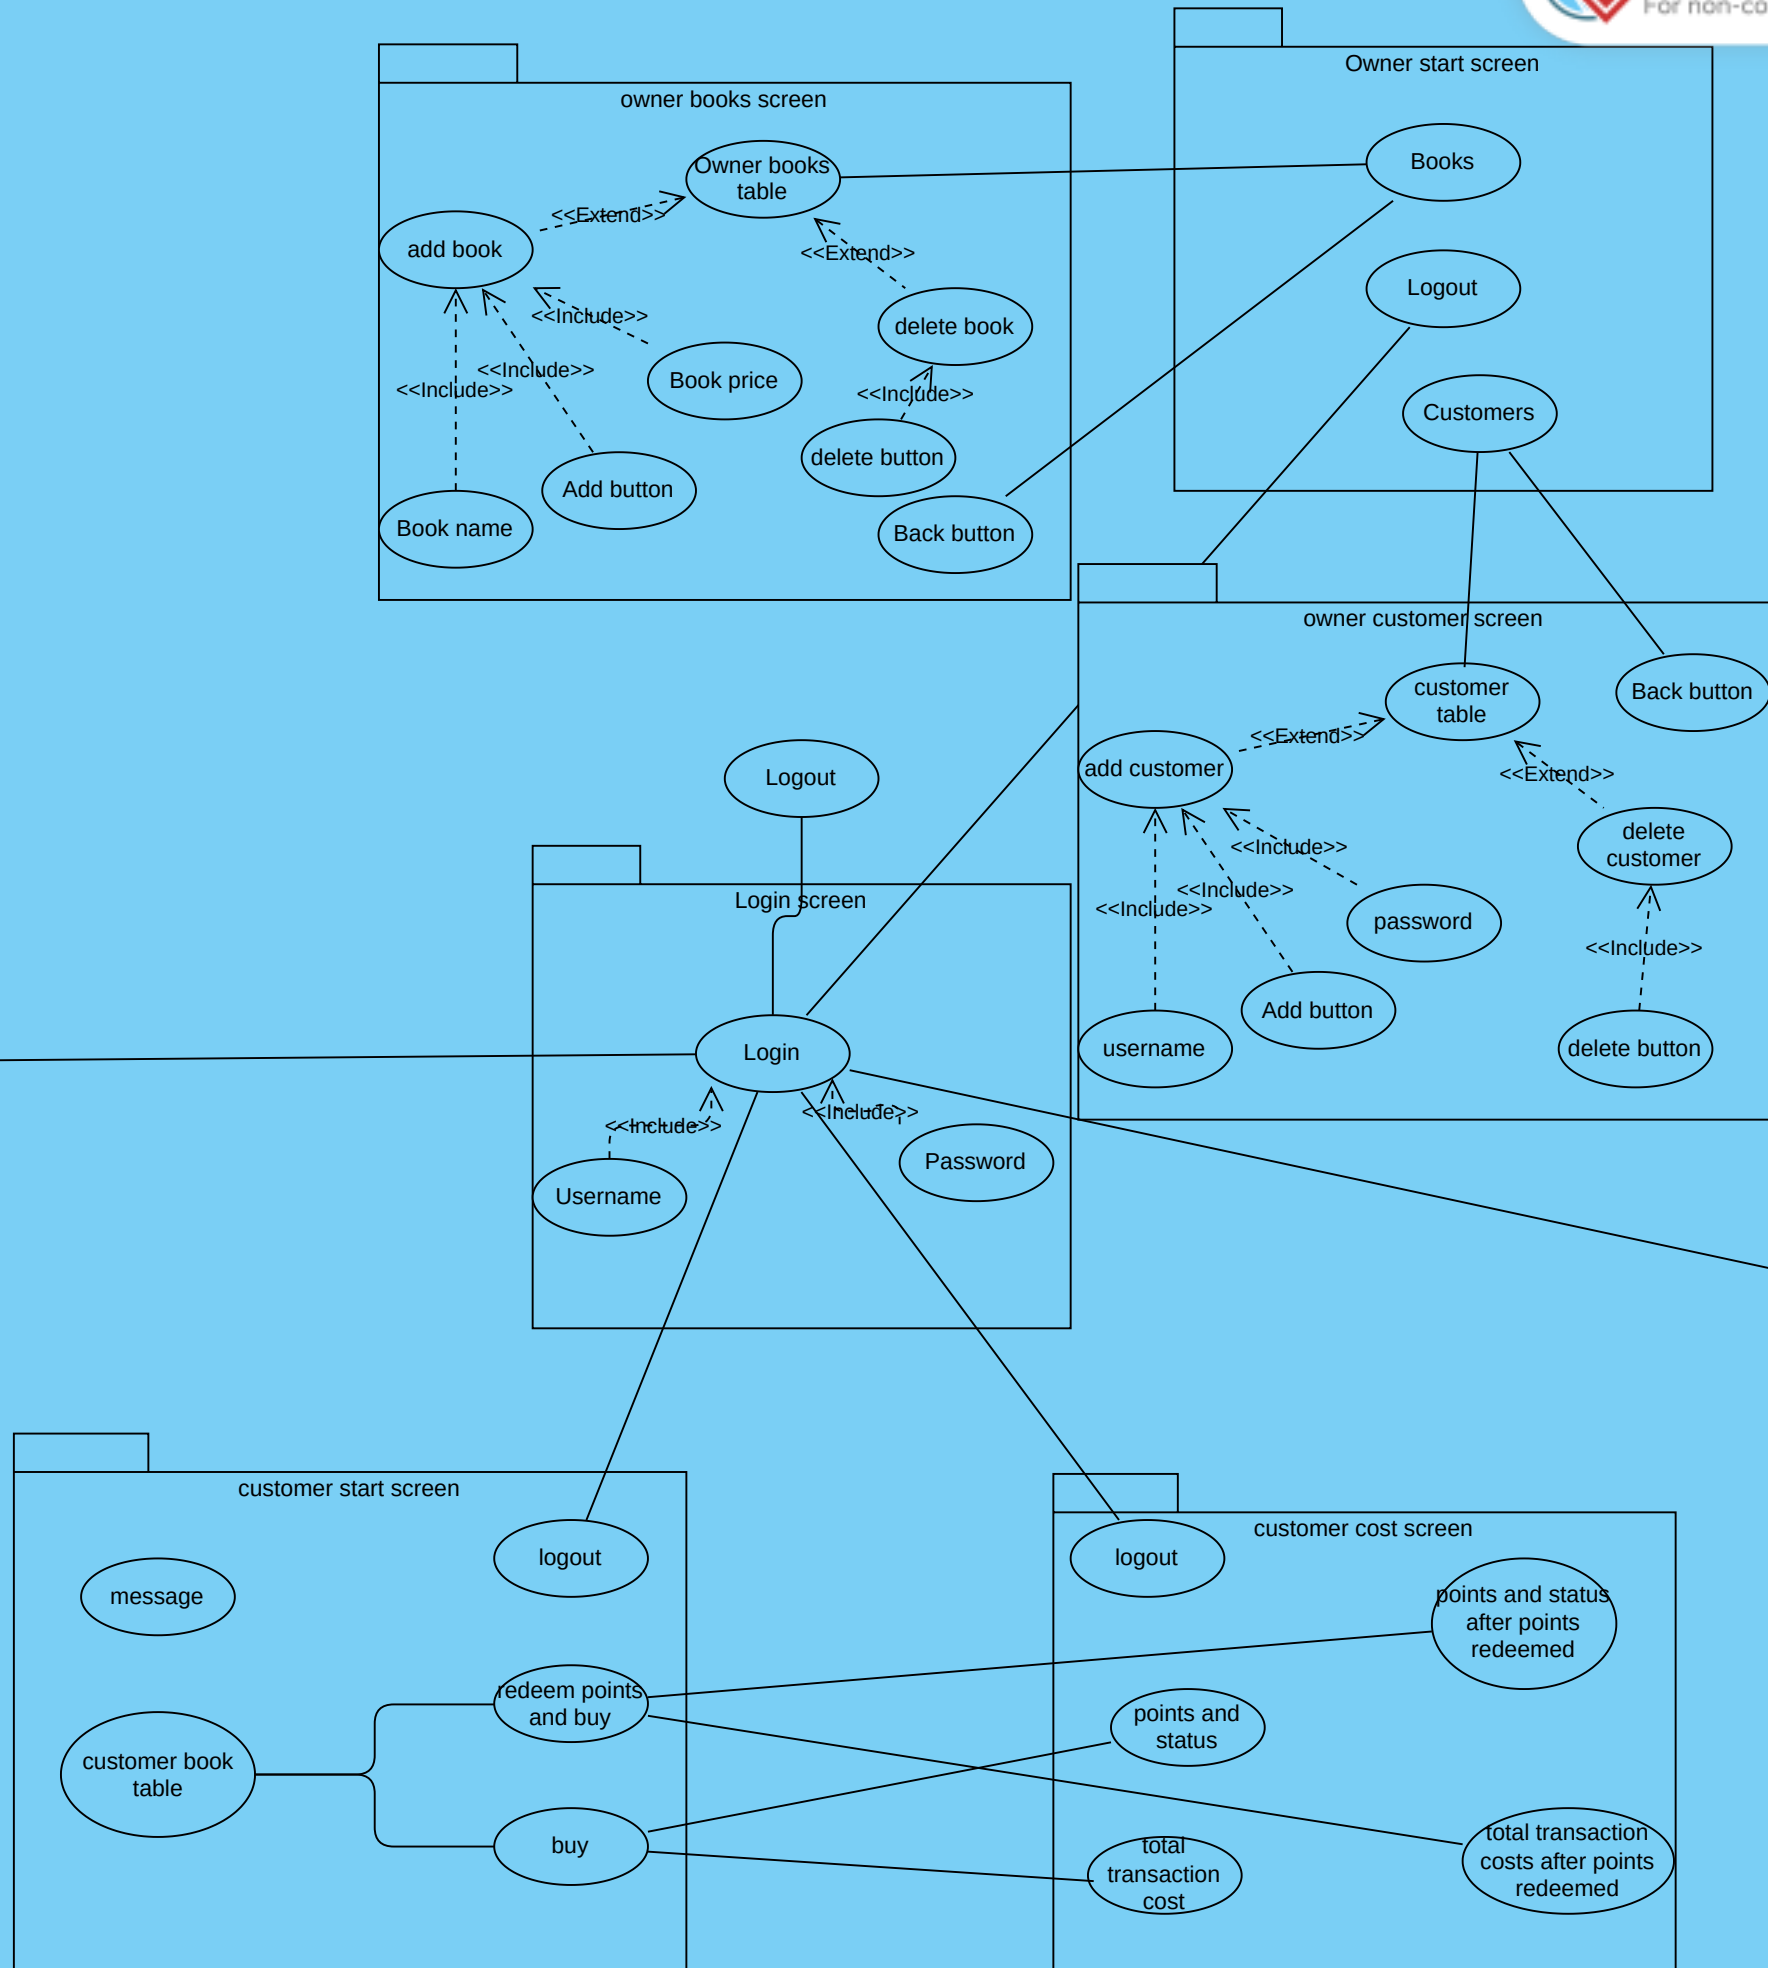 For non-co
Owner start screen
Books
Logout
Customers
owner books screen
Owner books
table
<<Extend>>
add book
<<Extend>>
<<Include>>
delete book
<<Include>>
<<Include>>
Book price
<<Include>>
delete button
Add button
Book name
Back button
owner customer screen
customer
table
Back button
<<Extend>>
add customer
<<Extend>>
delete
customer
<<Include>>
<<Include>>
<<Include>>
password
<<Include>>
Add button
username
delete button
Logout
Login screen
Login
<<Include>>
<<Include>>
Password
Username
customer start screen
logout
message
redeem points
and buy
customer book
table
buy
customer cost screen
logout
points and status
after points
redeemed
points and
status
total
transaction
cost
total transaction
costs after points
redeemed